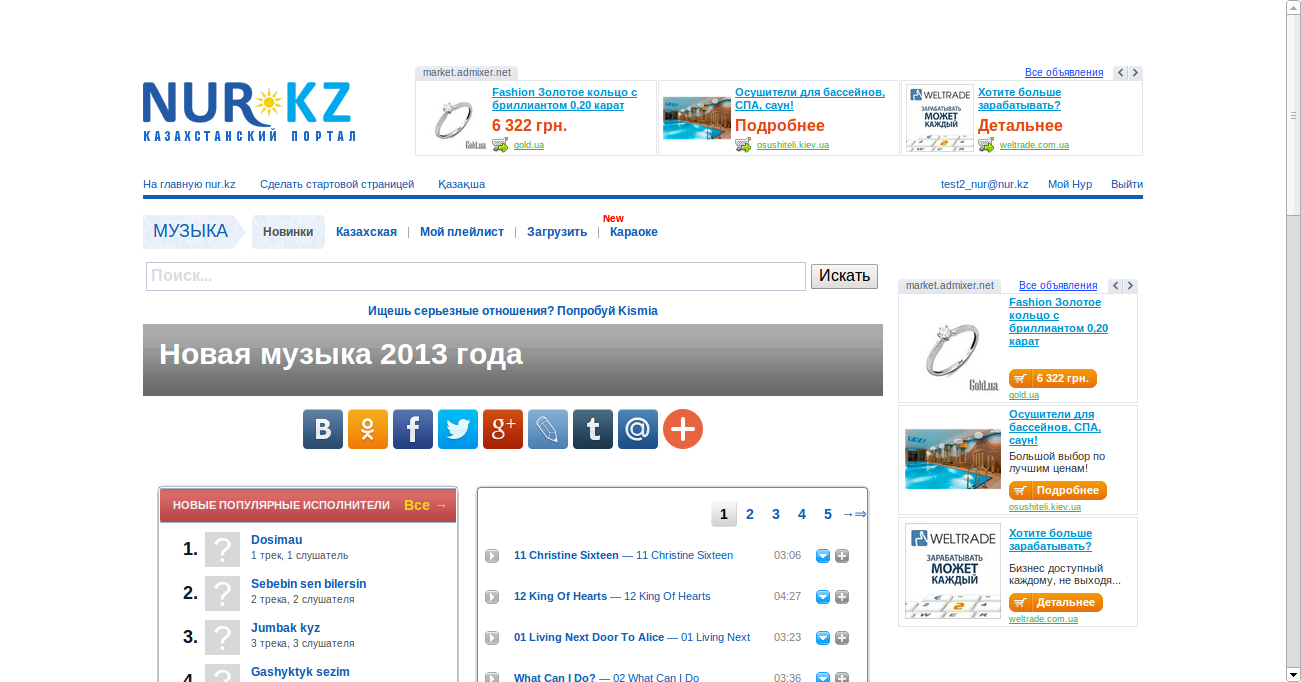 market.admixer.net
Все объявления
NUR KZ
КАЗАХСТАНСКИЙ ПОРТАЛ
Fashion Золотое кольцо с
бриллиантом 0,20 карат
6 322 грн.
gold.ua
Gold.ua
Осушители для бассейнов,
СПА, саун!
Подробнее
osushiteli.kiev.ua
WELTRADE
ЗАРАБАТЫВАТЬ
МОЖЕТ
КАЖДЫЙ
Хотите больше
зарабатывать?
Детальнее
weltrade.com.ua
На главную nur.kz
Сделать стартовой страницей
Қазақша
test2_nur@nur.kz
Мой Нур
Выйти
New
МУЗЫКА
Новинки
Казахская
Мой плейлист
Загрузить
Караоке
Поиск...
Искать
Ищешь серьезные отношения? Попробуй Kismia
Новая музыка 2013 года
НОВЫЕ ПОПУЛЯРНЫЕ ИСПОЛНИТЕЛИ
Все →
1. Dosimau
1 трек, 1 слушатель
2. Sebebin sen bilersin
2 трека, 2 слушателя
3. Jumbak kyz
3 трека, 3 слушателя
4. Gashyktyk sezim
1 2 3 4 5 →⇒
11 Christine Sixteen — 11 Christine Sixteen 03:06
12 King Of Hearts — 12 King Of Hearts 04:27
01 Living Next Door To Alice — 01 Living Next 03:23
What Can I Do? — 02 What Can I Do 03:36
market.admixer.net
Все объявления
Fashion Золотое
кольцо с
бриллиантом 0,20
карат
Gold.ua
6 322 грн.
gold.ua
Осушители для
бассейнов, СПА,
саун!
Большой выбор по
лучшим ценам!
Подробнее
osushiteli.kiev.ua
WELTRADE
ЗАРАБАТЫВАТЬ
МОЖЕТ
КАЖДЫЙ
Хотите больше
зарабатывать?
Бизнес доступный
каждому, не выходя...
Детальнее
weltrade.com.ua